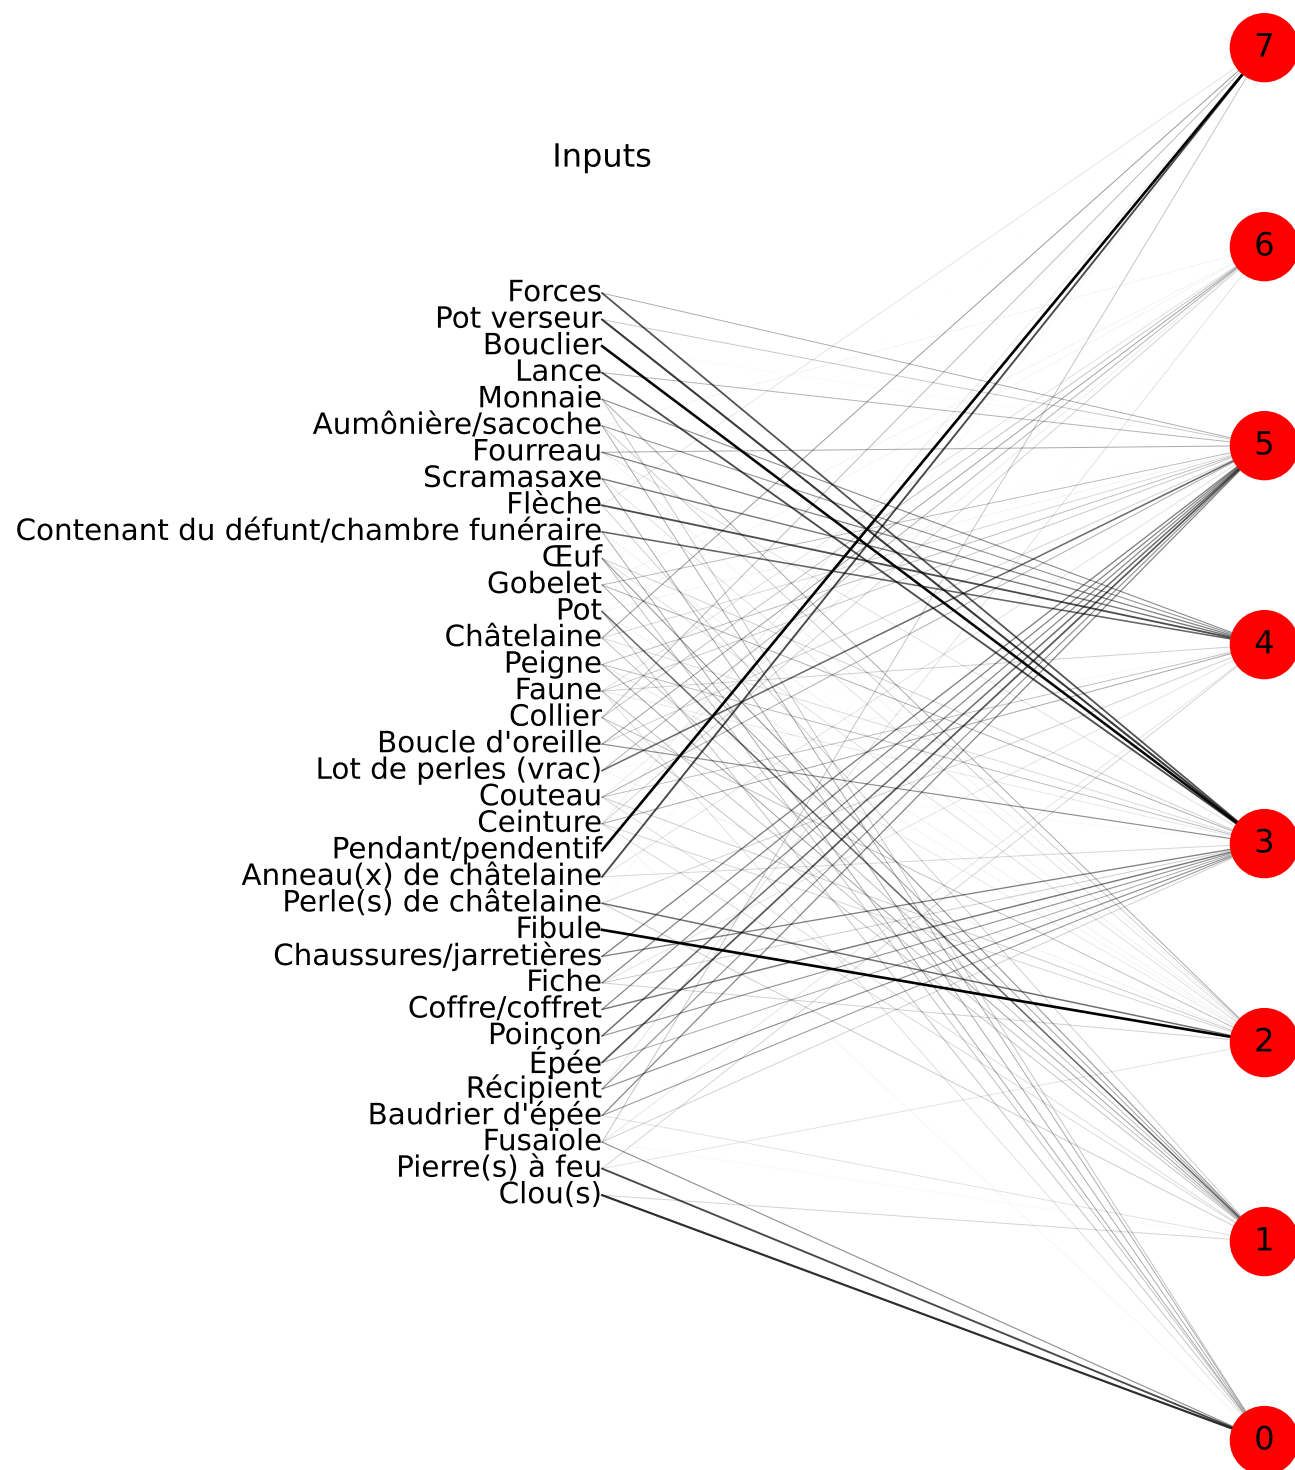 7
Inputs
6
Forces
Pot verseur
Bouclier
Lance
Monnaie
Aumônière/sacoche
5
Fourreau
Scramasaxe
Flèche
Contenant du défunt/chambre funéraire
Œuf
Gobelet
Pot
Châtelaine
4
Peigne
Faune
Collier
Boucle d'oreille
Lot de perles (vrac)
Couteau
Ceinture
3
Pendant/pendentif
Anneau(x) de châtelaine
Perle(s) de châtelaine
Fibule
Chaussures/jarretières
Fiche
Coffre/coffret
Poinçon
2
Épée
Récipient
Baudrier d'épée
Fusaïole
Pierre(s) à feu
Clou(s)
1
0